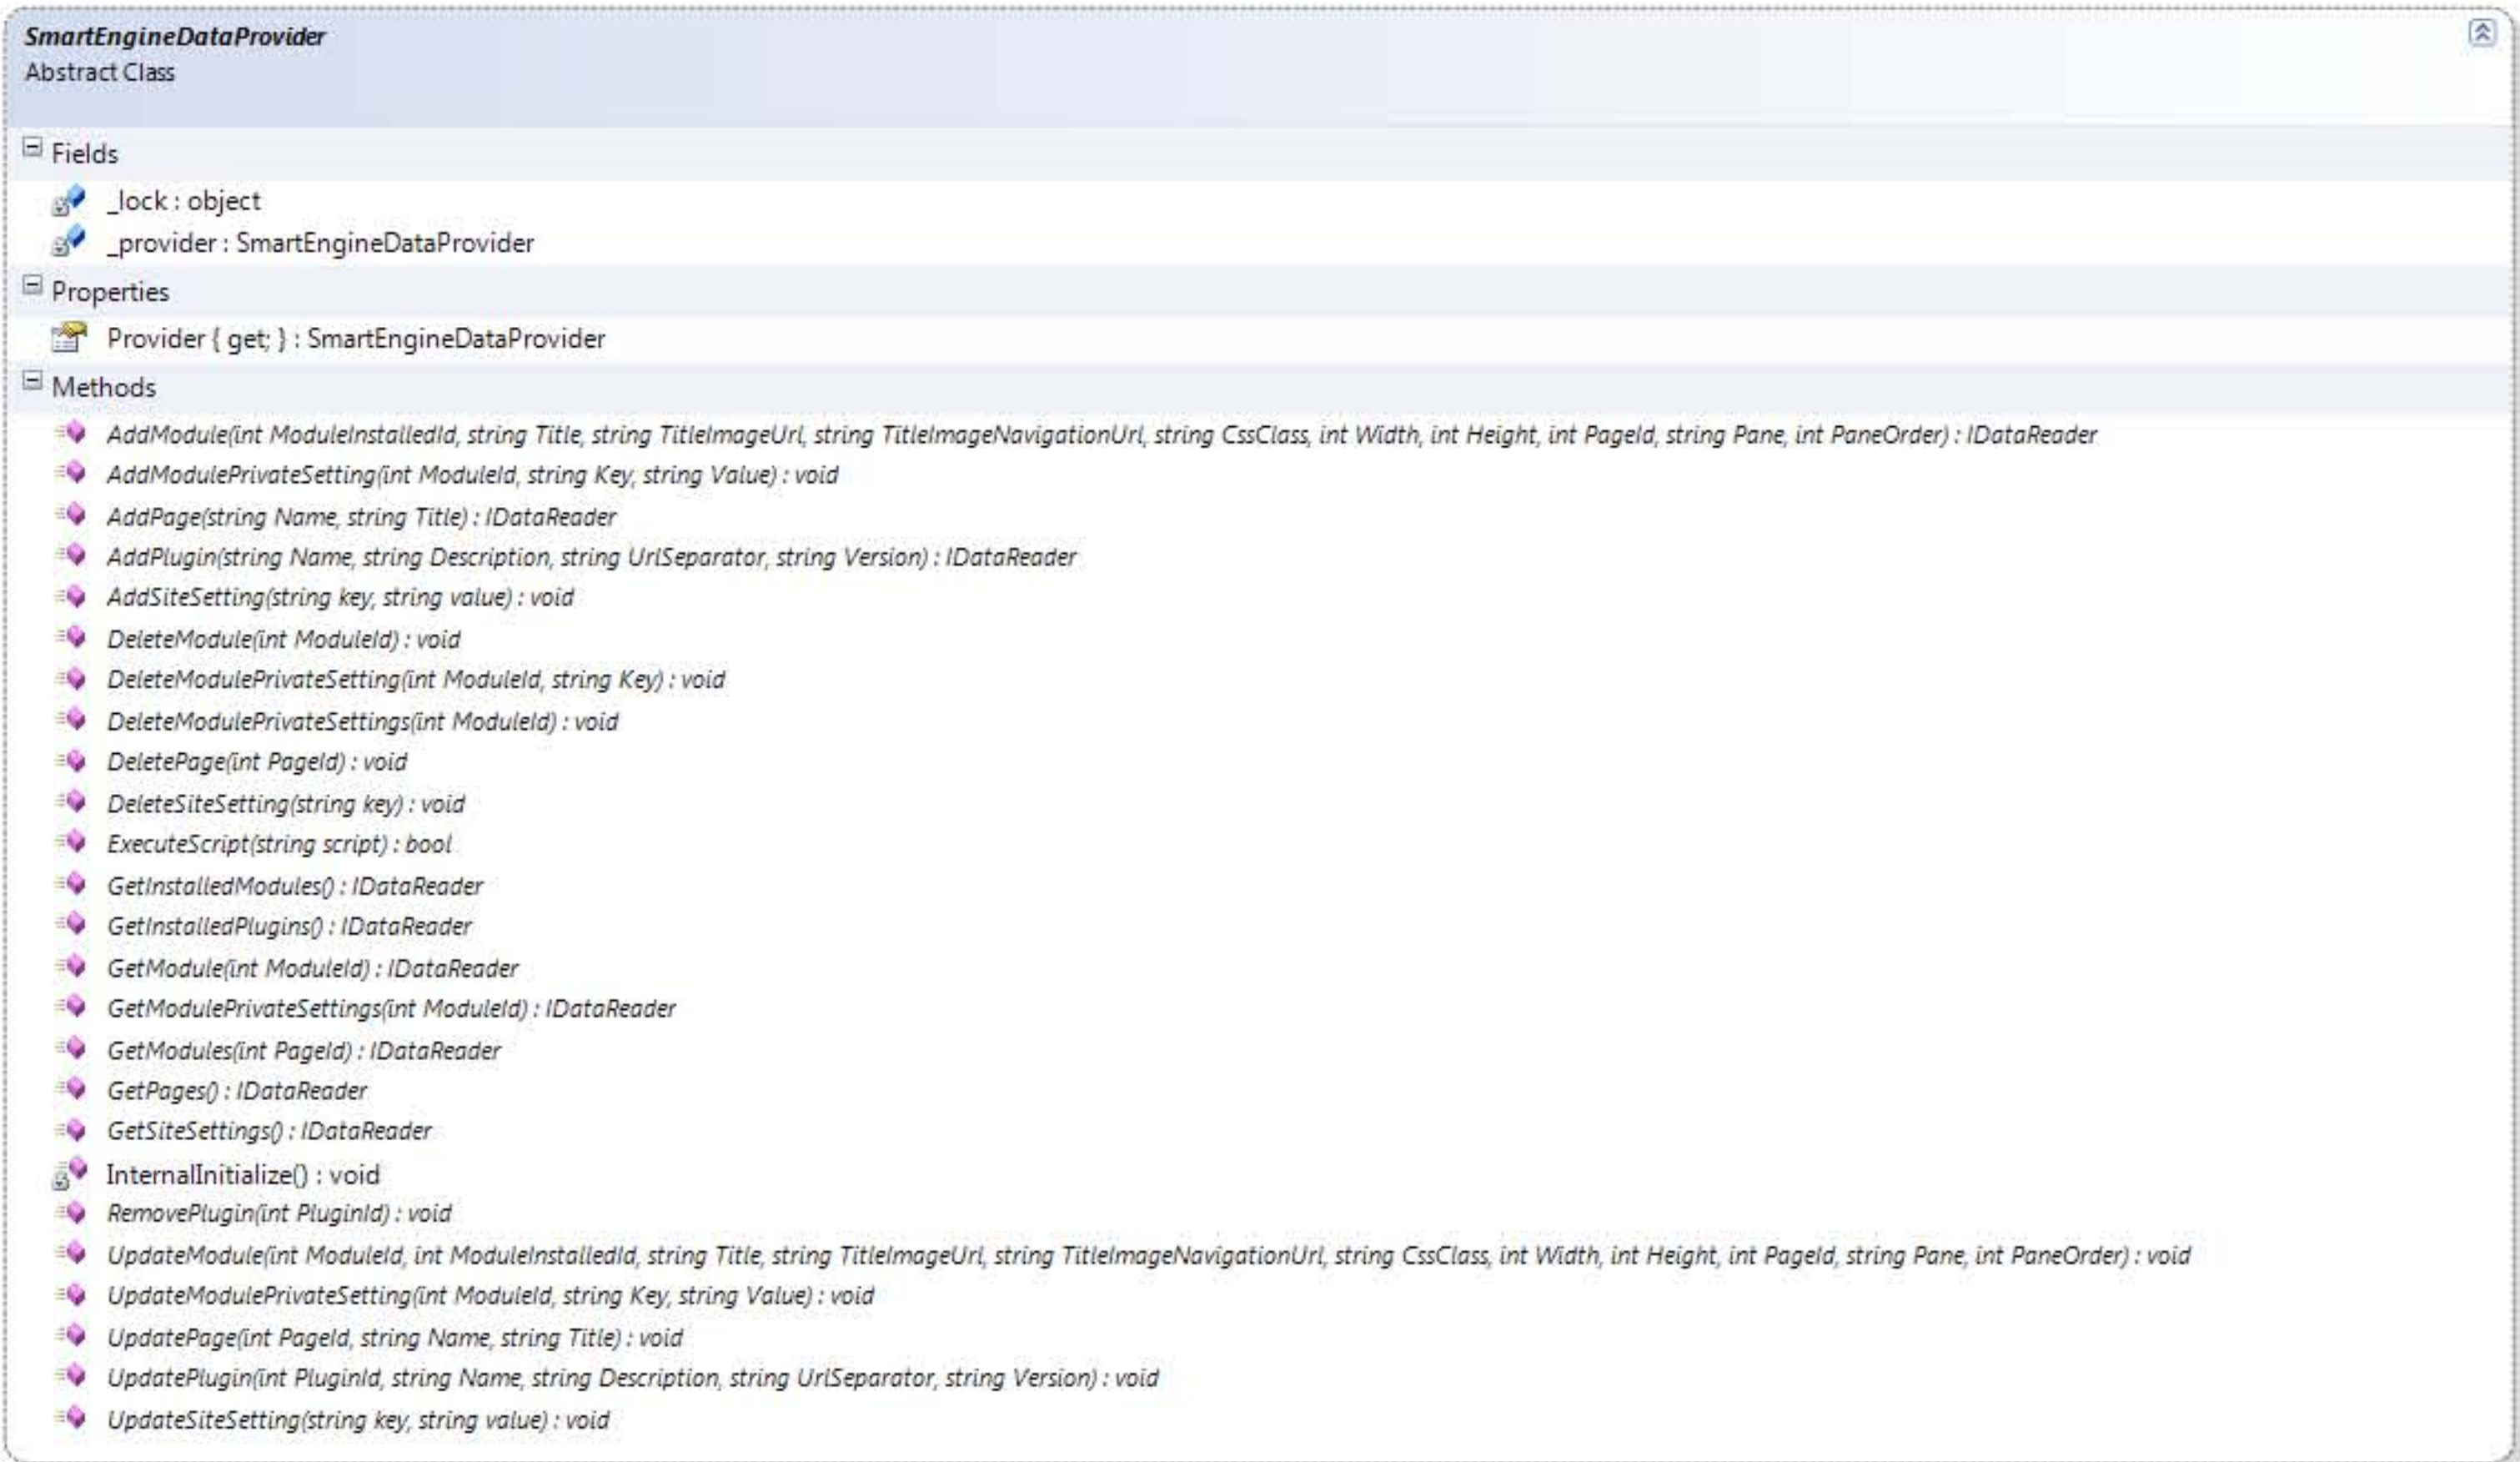 SmartEngineDataProvider
Abstract Class
Fields
_lock : object
_provider : SmartEngineDataProvider
Properties
Provider { get; } : SmartEngineDataProvider
Methods
AddModule(int ModuleInstalledId, string Title, string TitleImageUrl, string TitleImageNavigationUrl, string CssClass, int Width, int Height, int PageId, string Pane, int PaneOrder) : IDataReader
AddModulePrivateSetting(int ModuleId, string Key, string Value) : void
AddPage(string Name, string Title) : IDataReader
AddPlugin(string Name, string Description, string UrlSeparator, string Version) : IDataReader
AddSiteSetting(string key, string value) : void
DeleteModule(int ModuleId) : void
DeleteModulePrivateSetting(int ModuleId, string Key) : void
DeleteModulePrivateSettings(int ModuleId) : void
DeletePage(int PageId) : void
DeleteSiteSetting(string key) : void
ExecuteScript(string script) : bool
GetInstalledModules() : IDataReader
GetInstalledPlugins() : IDataReader
GetModule(int ModuleId) : IDataReader
GetModulePrivateSettings(int ModuleId) : IDataReader
GetModules(int PageId) : IDataReader
GetPages() : IDataReader
GetSiteSettings() : IDataReader
InternalInitialize() : void
RemovePlugin(int PluginId) : void
UpdateModule(int ModuleId, int ModuleInstalledId, string Title, string TitleImageUrl, string TitleImageNavigationUrl, string CssClass, int Width, int Height, int PageId, string Pane, int PaneOrder) : void
UpdateModulePrivateSetting(int ModuleId, string Key, string Value) : void
UpdatePage(int PageId, string Name, string Title) : void
UpdatePlugin(int PluginId, string Name, string Description, string UrlSeparator, string Version) : void
UpdateSiteSetting(string key, string value) : void